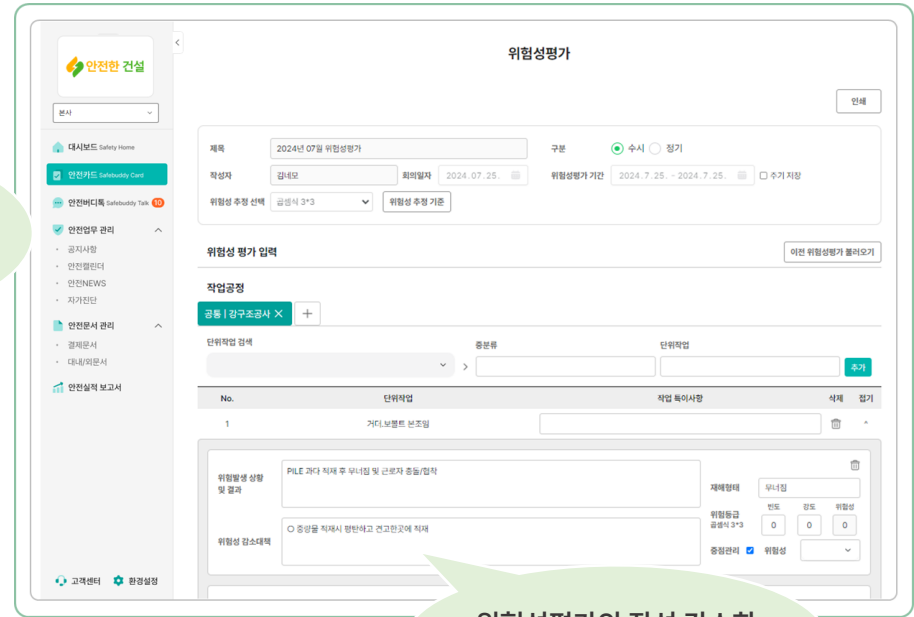 안전한 건설
위험성평가
본사
인쇄
대시보드 Safety Home
안전카드 Safebuddy Card
안전버디톡 Safebuddy Talk 10
안전업무 관리
공지사항
안전캘린더
안전NEWS
자가진단
안전문서 관리
결제문서
대내/외문서
안전실적 보고서
고객센터 환경설정
제목 2024년 07월 위험성평가 구분 수시 정기
작성자 김네모 회의일자 2024.07.25. 위험성평가 기간 2024.7.25. - 2024.7.25. 주기 지정
위험성 추정 선택 곱셈식 3*3 위험성 추정 기준
위험성 평가 입력 이전 위험성평가 불러오기
작업공정
공통 | 강구조공사 × +
단위작업 검색 중분류 단위작업
> 추가
No. 단위작업 작업 특이사항 삭제 접기
1 거더.보볼트 본조임
위험발생 상황 및 결과
PILE 과다 적재 후 무너짐 및 근로자 충돌/협착
재해형태 무너짐
위험등급 곱셈식 3*3
빈도 강도 위험성
0 0 0
위험성 감소대책
○ 중량물 적재시 평탄하고 견고한곳에 적재
중점관리 위험성